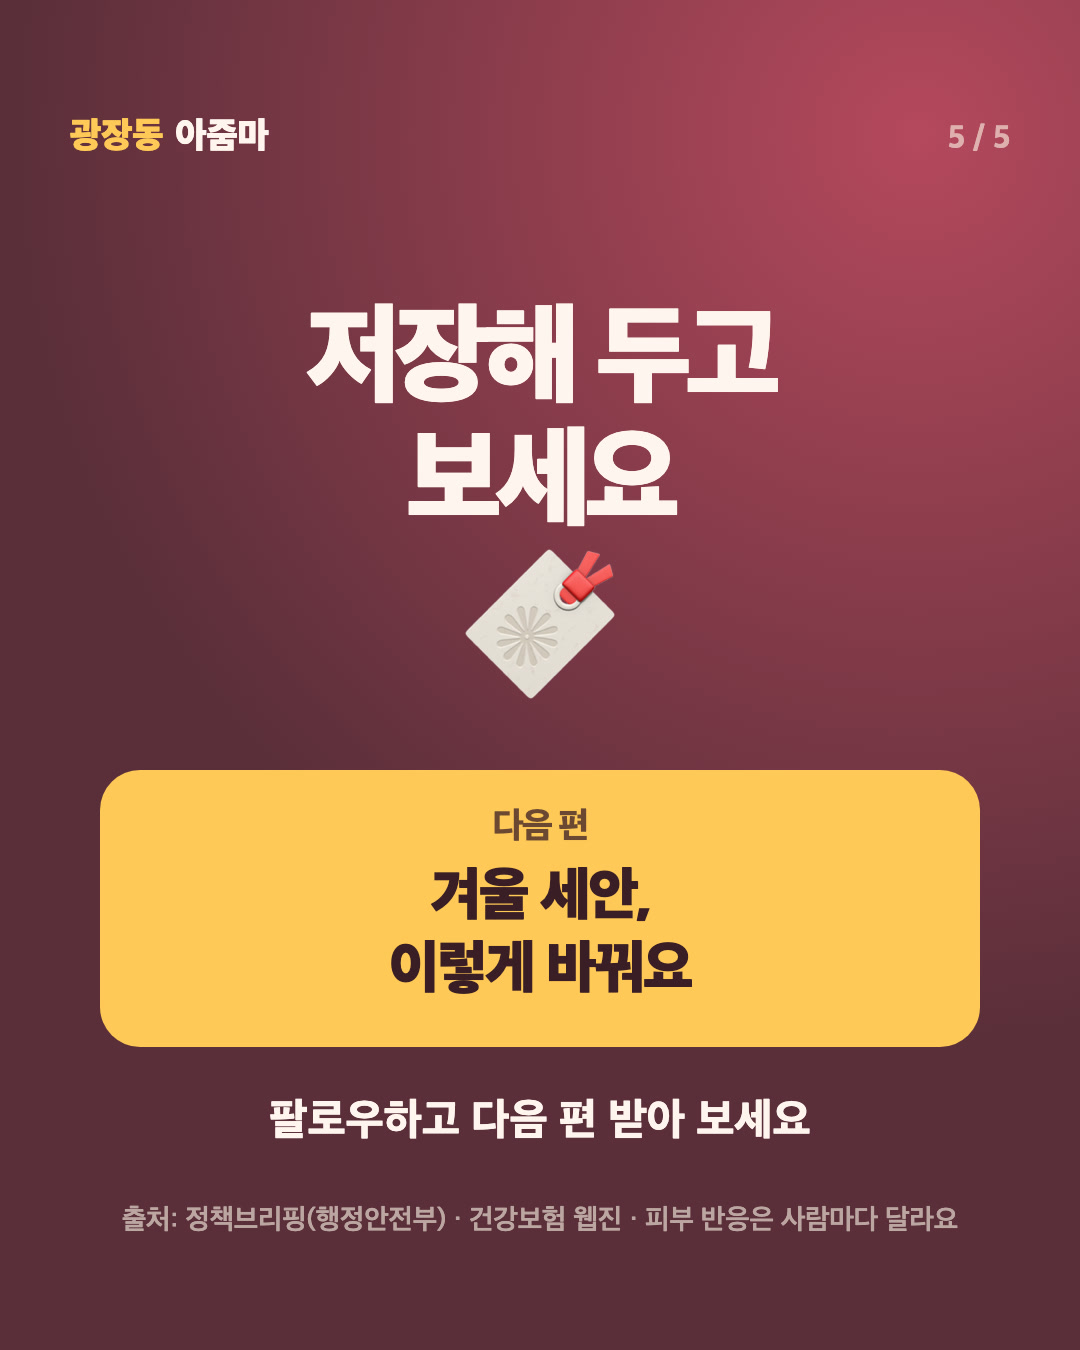 광장동 아줌마
5 / 5
저장해 두고
보세요
다음 편
겨울 세안,
이렇게 바꿔요
팔로우하고 다음 편 받아 보세요
출처: 정책브리핑(행정안전부) · 건강보험 웹진 · 피부 반응은 사람마다 달라요